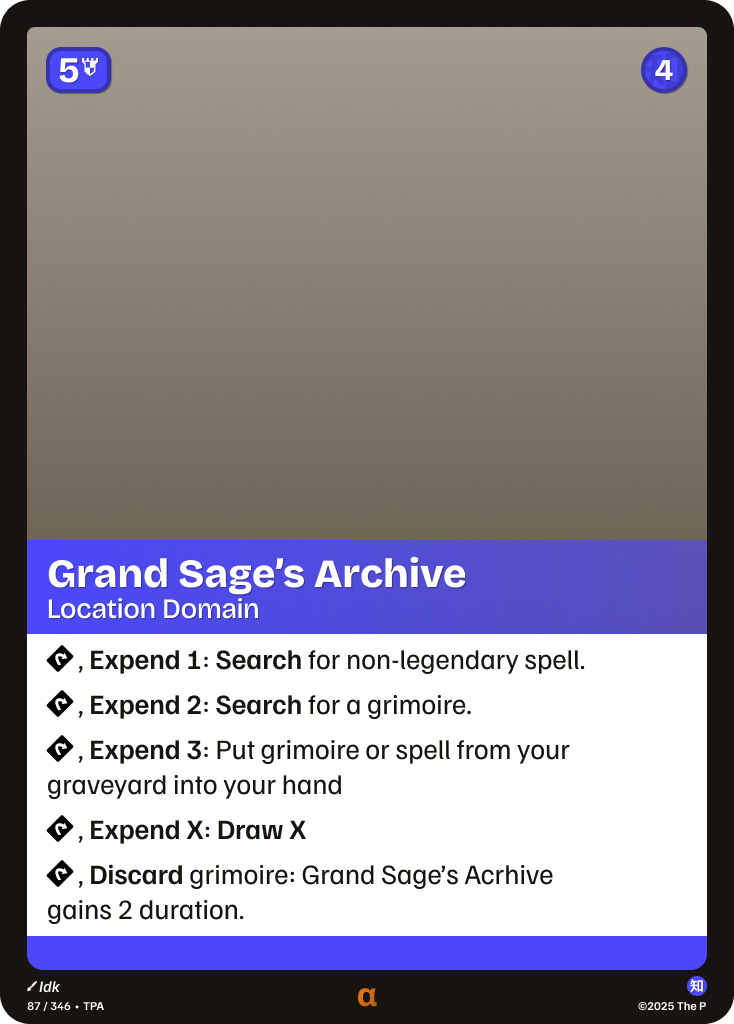 5
4
Grand Sage’s Archive
Location Domain
, Expend 1: Search for non-legendary spell.
, Expend 2: Search for a grimoire.
, Expend 3: Put grimoire or spell from your
graveyard into your hand
, Expend X: Draw X
, Discard grimoire: Grand Sage’s Acrhive
gains 2 duration.
Idk
87 / 346 • TPA
α
知
©2025 The P